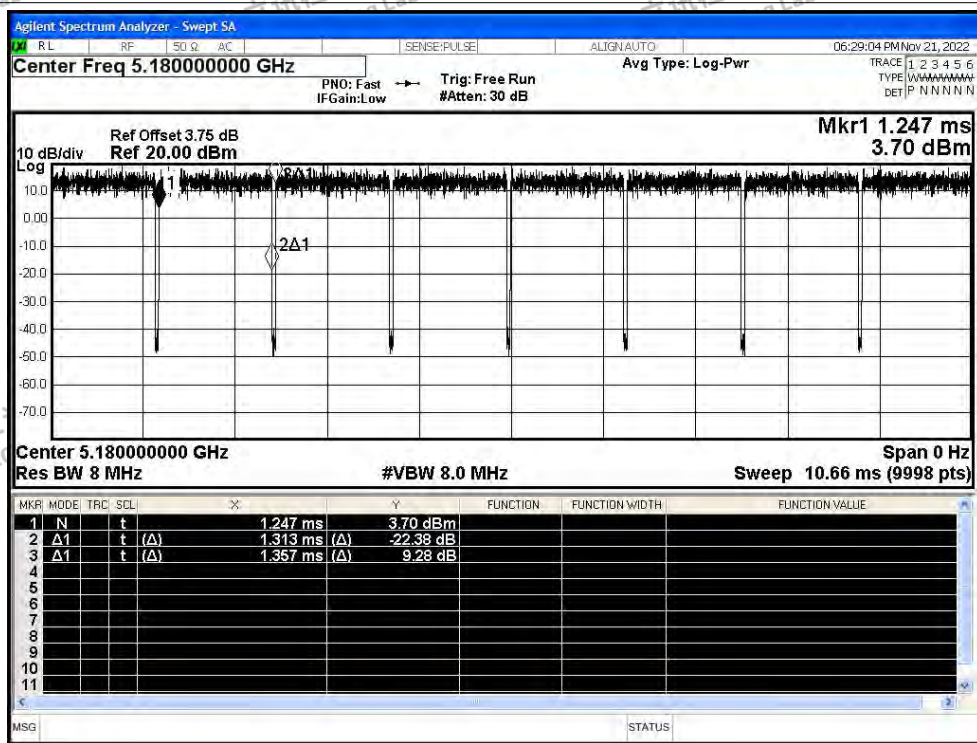 Agilent Spectrum Analyzer - Swept SA
RL RF 50 Ω AC SENSE:PULSE ALIGN AUTO 06:29:04 PM Nov 21, 2022
Center Freq 5.180000000 GHz
PNO: Fast
IFGain:Low
Trig: Free Run
#Atten: 30 dB
Avg Type: Log-Pwr
TRACE 1 2 3 4 5 6
TYPE
DET P N N N N N
Ref Offset 3.75 dB
Ref 20.00 dBm
Mkr1 1.247 ms
3.70 dBm
10 dB/div
Log
10.0
0.00
-10.0
-20.0
-30.0
-40.0
-50.0
-60.0
-70.0
1
3Δ1
2Δ1
Center 5.180000000 GHz
Span 0 Hz
Res BW 8 MHz
#VBW 8.0 MHz
Sweep 10.66 ms (9998 pts)
MKR MODE TRC SCL X Y FUNCTION FUNCTION WIDTH FUNCTION VALUE
1 N t 1.247 ms 3.70 dBm
2 Δ1 t (Δ) 1.313 ms (Δ) -22.38 dB
3 Δ1 t (Δ) 1.357 ms (Δ) 9.28 dB
4
5
6
7
8
9
10
11
MSG
STATUS